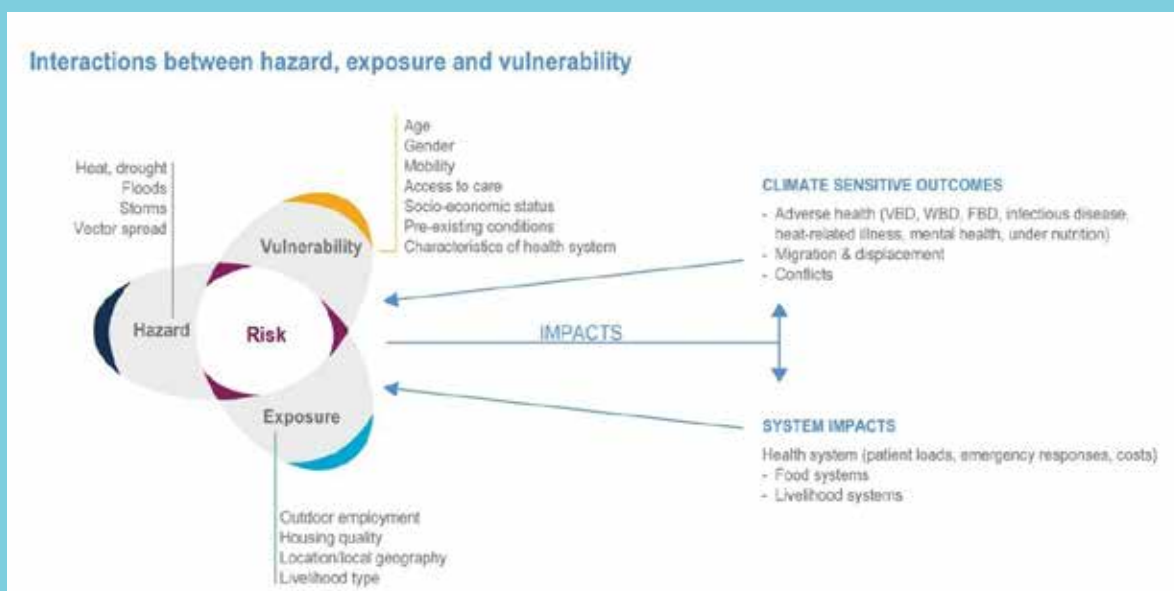 Interactions between hazard, exposure and vulnerability
Age
Gender
Mobility
Access to care
Socio-economic status
Pre-existing conditions
Characteristics of health system
Heat, drought
Floods
Storms
Vector spread
Vulnerability
Hazard
Risk
Exposure
Outdoor employment
Housing quality
Location/local geography
Livelihood type
IMPACTS
CLIMATE SENSITIVE OUTCOMES
- Adverse health (VBD, WBD, FBD, infectious disease,
heat-related illness, mental health, under nutrition)
- Migration & displacement
- Conflicts
SYSTEM IMPACTS
Health system (patient loads, emergency responses, costs)
- Food systems
- Livelihood systems